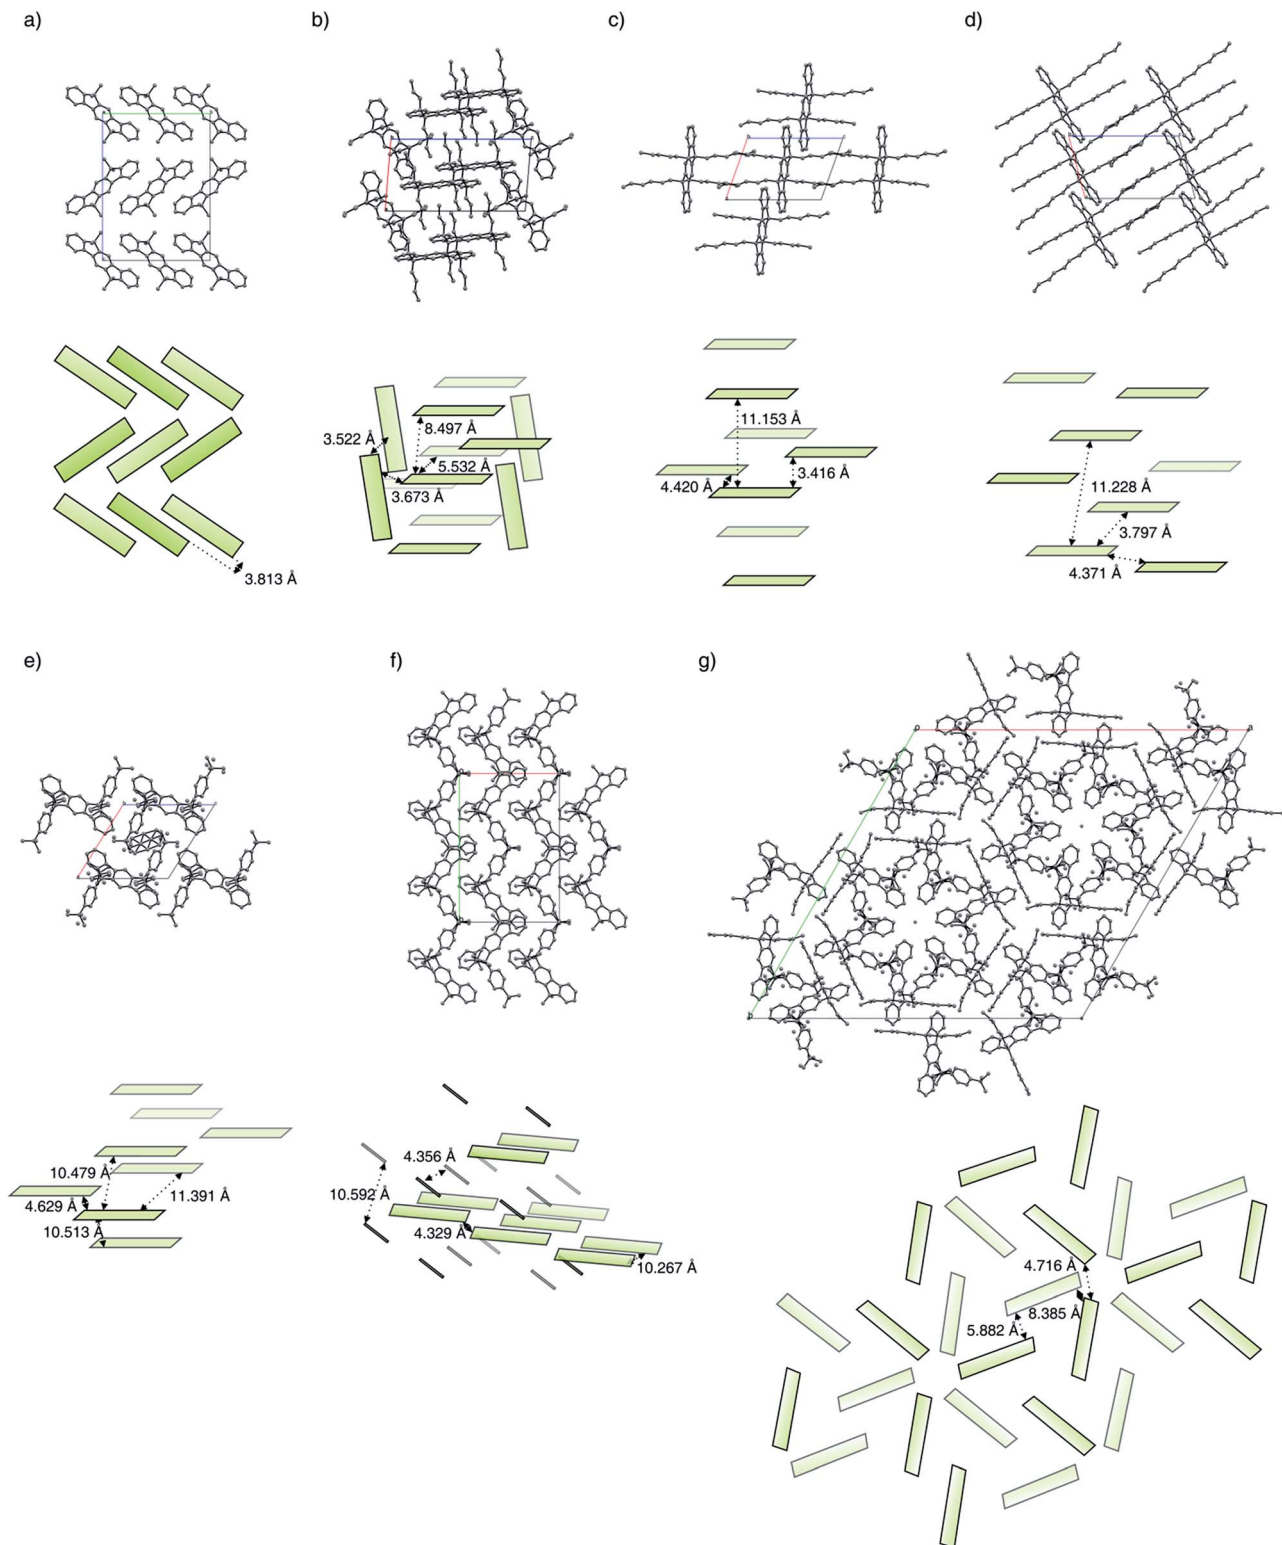 a)
b)
c)
d)
3.813 Å
3.522 Å
8.497 Å
5.532 Å
3.673 Å
11.153 Å
4.420 Å
3.416 Å
11.228 Å
3.797 Å
4.371 Å
e)
f)
g)
10.479 Å
4.629 Å
11.391 Å
10.513 Å
4.356 Å
10.592 Å
4.329 Å
10.267 Å
4.716 Å
8.385 Å
5.882 Å